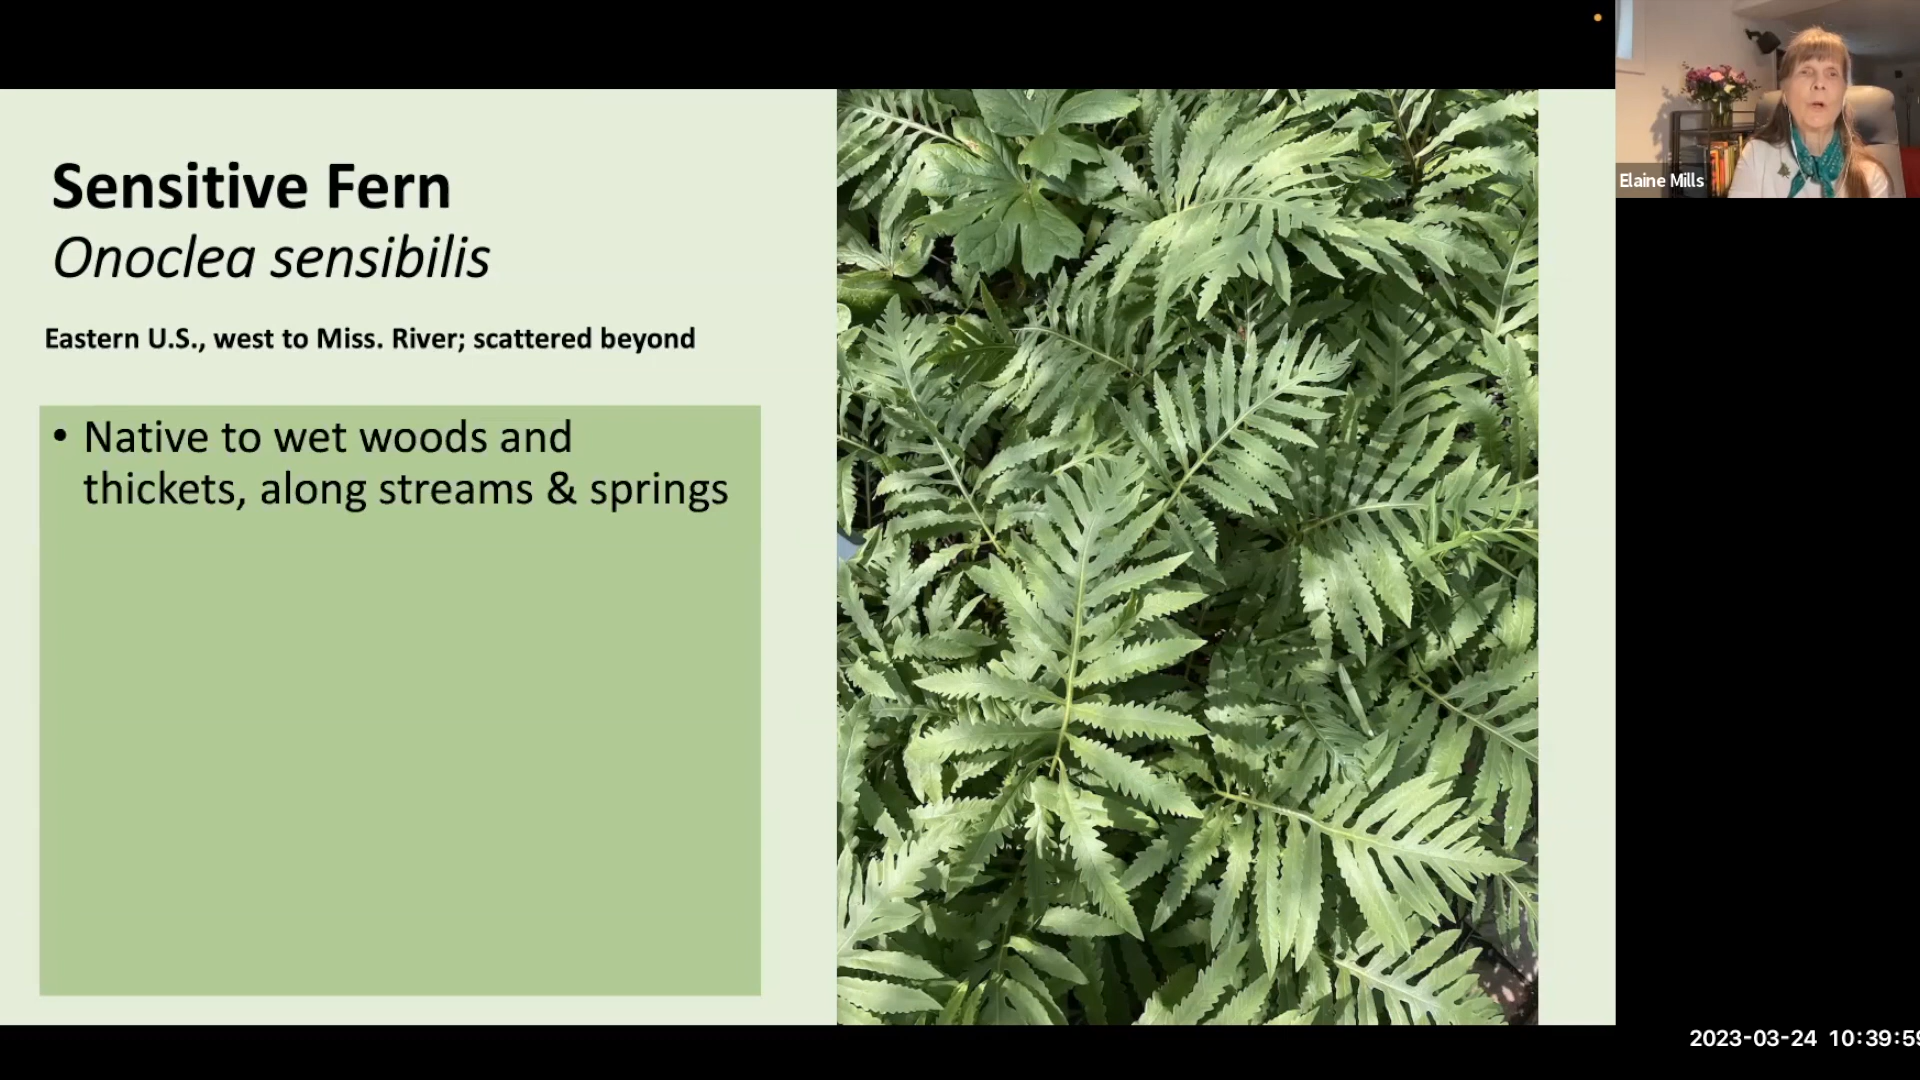 Sensitive Fern
Onoclea sensibilis
Eastern U.S., west to Miss. River; scattered beyond
• Native to wet woods and
thickets, along streams & springs
Elaine Mills
2023-03-24 10:39:59